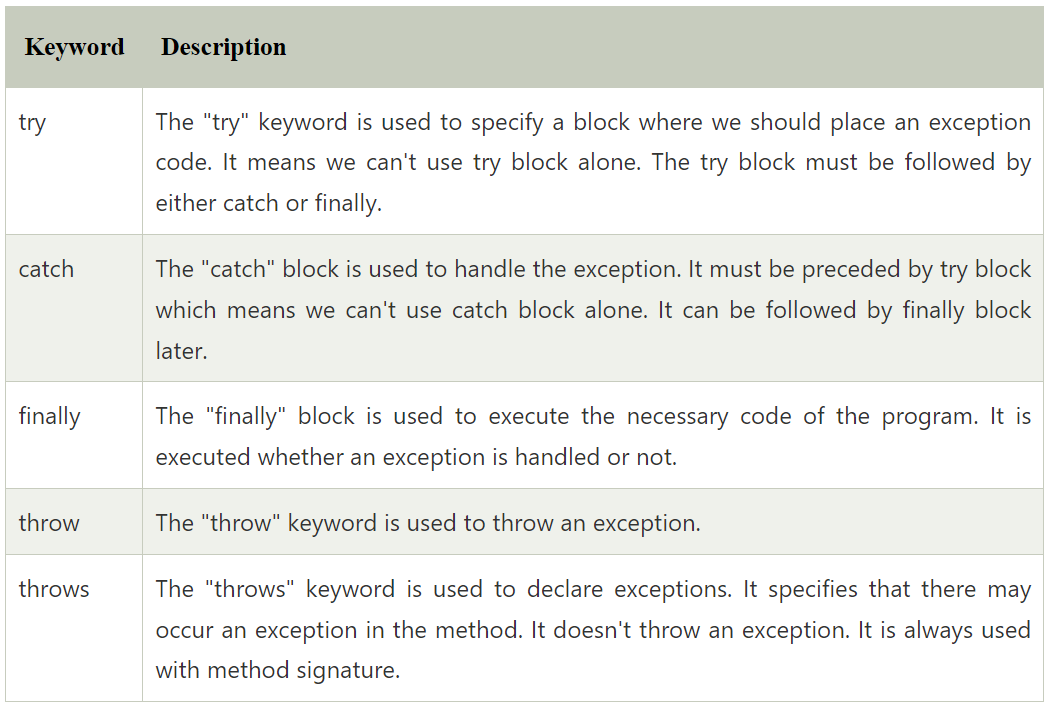 Keyword Description
try The "try" keyword is used to specify a block where we should place an exception
code. It means we can't use try block alone. The try block must be followed by
either catch or finally.
catch The "catch" block is used to handle the exception. It must be preceded by try block
which means we can't use catch block alone. It can be followed by finally block
later.
finally The "finally" block is used to execute the necessary code of the program. It is
executed whether an exception is handled or not.
throw The "throw" keyword is used to throw an exception.
throws The "throws" keyword is used to declare exceptions. It specifies that there may
occur an exception in the method. It doesn't throw an exception. It is always used
with method signature.